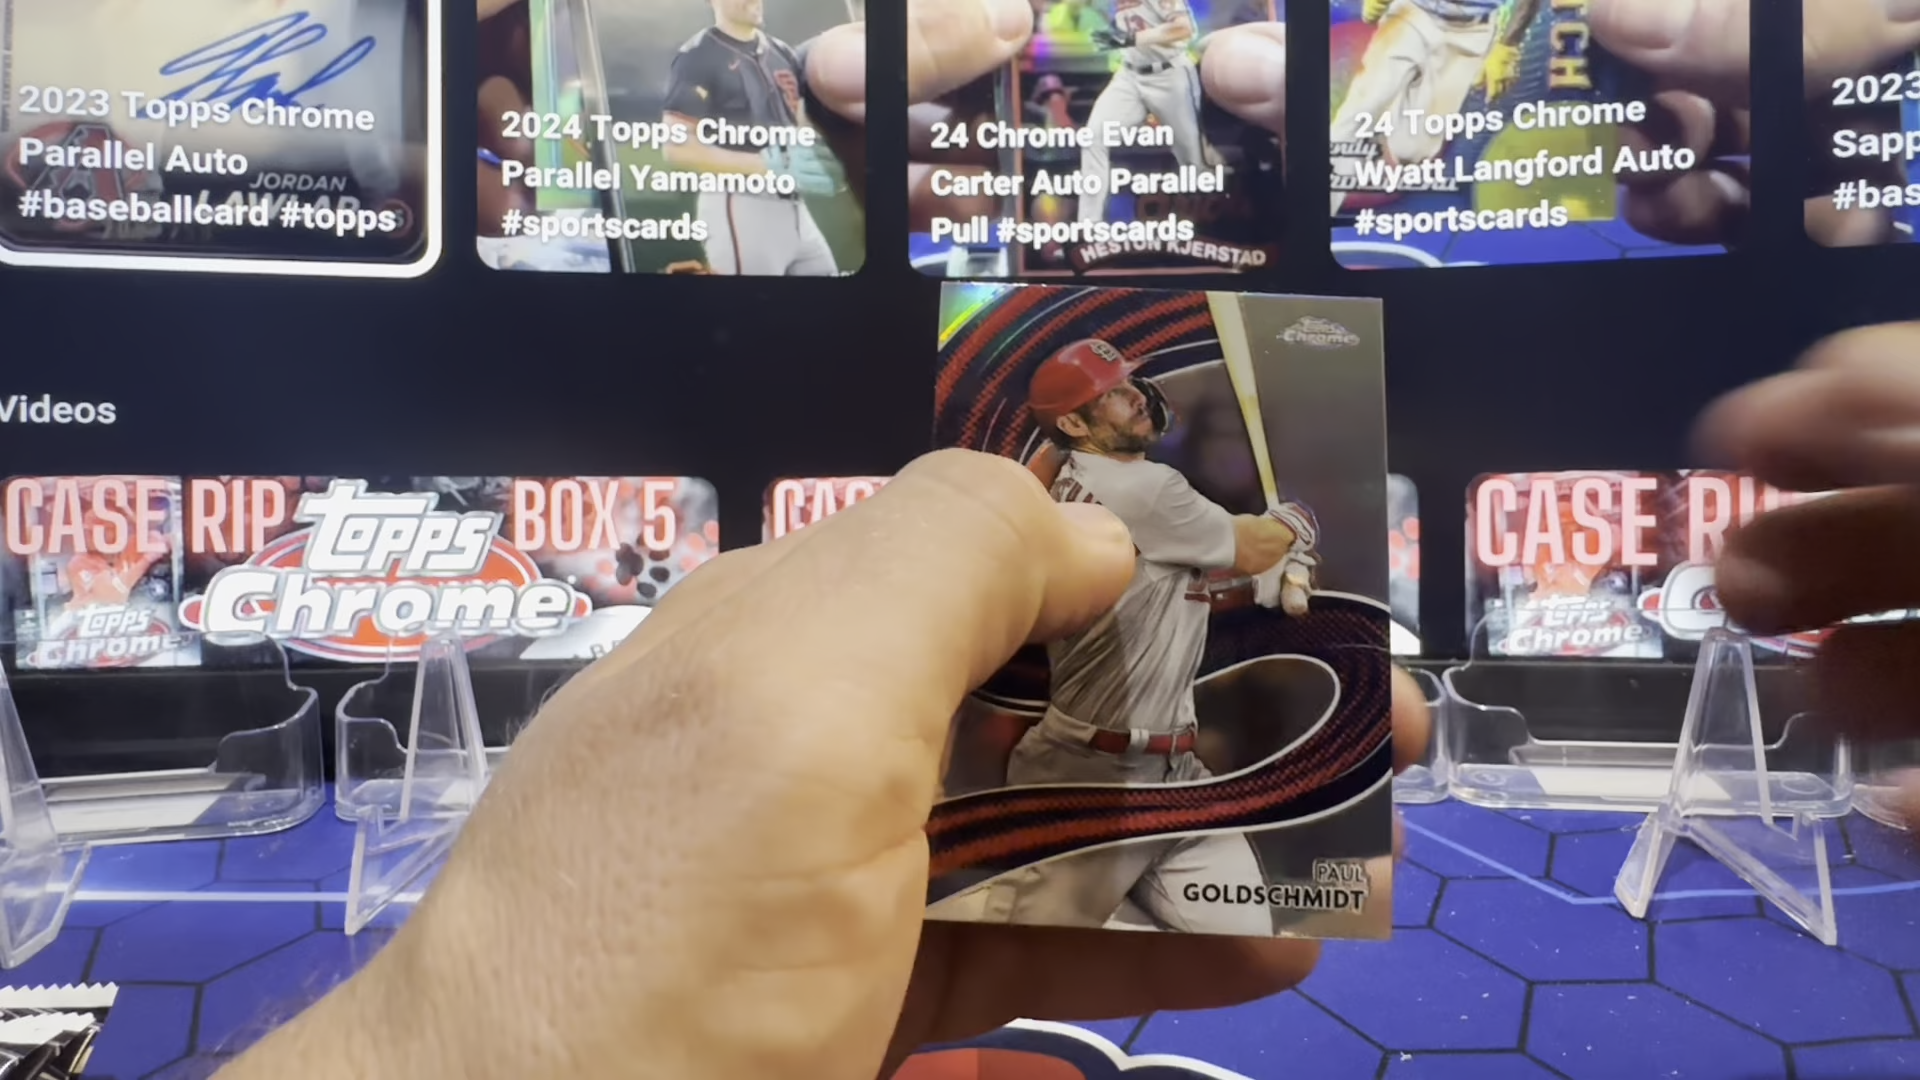 2023 Topps Chrome
Parallel Auto
#baseballcard #topps
JORDAN
LAWLAR
2024 Topps Chrome
Parallel Yamamoto
#sportscards
24 Chrome Evan
Carter Auto Parallel
Pull #sportscards
HESTON KJERSTAD
24 Topps Chrome
Wyatt Langford Auto
#sportscards
2023
Sapp
#bas
Topps
Chrome
Videos
CASE RIP
BOX 5
Topps
Chrome
Topps
Chrome
CASE
Topps
Chrome
PAUL
GOLDSCHMIDT